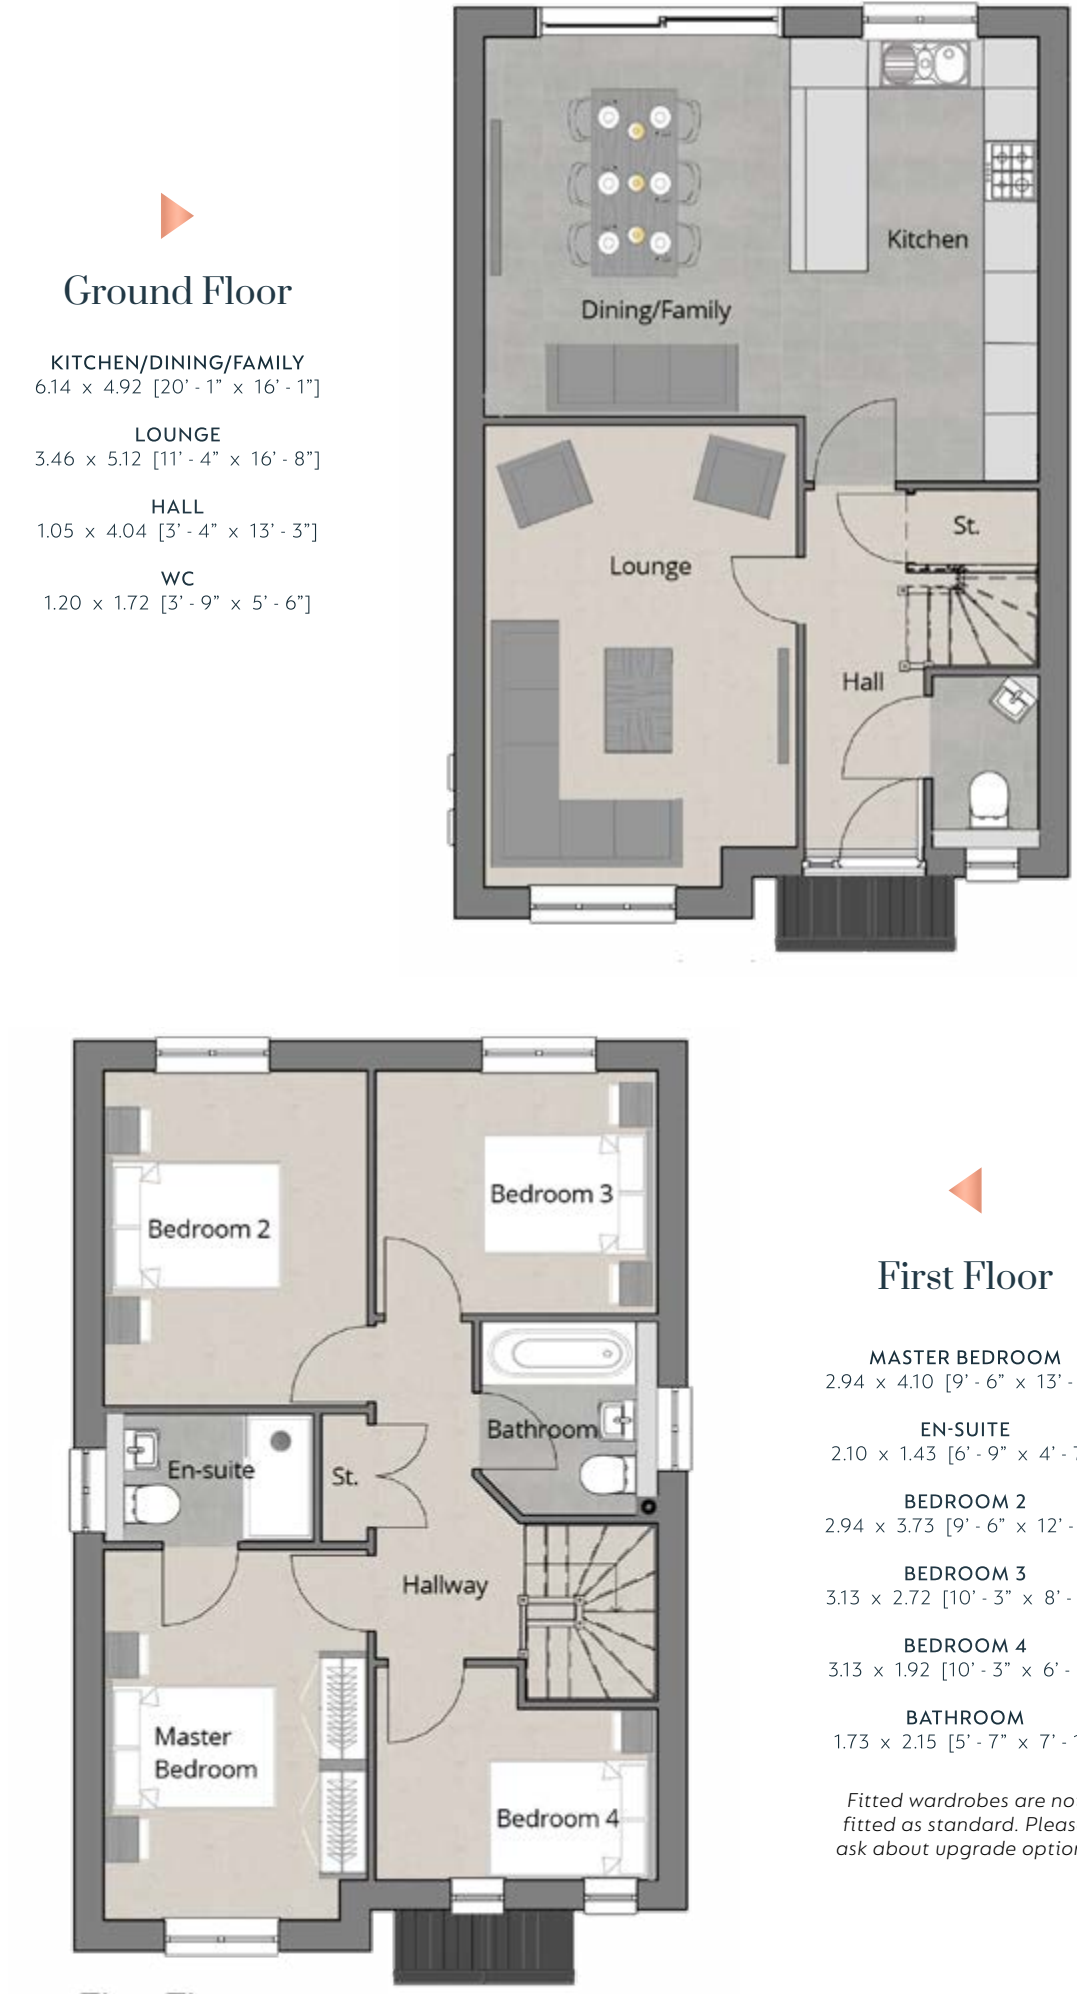 Ground Floor
KITCHEN/DINING/FAMILY
6.14 x 4.92 [20' - 1” x 16' - 1”]
LOUNGE
3.46 x 5.12 [11' - 4” x 16' - 8”]
HALL
1.05 x 4.04 [3' - 4” x 13' - 3”]
WC
1.20 x 1.72 [3' - 9” x 5' - 6”]
Kitchen
Dining/Family
St.
Lounge
Hall
Bedroom 3
Bedroom 2
Bathroom
En-suite
St.
Hallway
Master
Bedroom
Bedroom 4
First Floor
MASTER BEDROOM
2.94 x 4.10 [9' - 6” x 13' -
EN-SUITE
2.10 x 1.43 [6' - 9” x 4' -
BEDROOM 2
2.94 x 3.73 [9' - 6” x 12' -
BEDROOM 3
3.13 x 2.72 [10' - 3” x 8' -
BEDROOM 4
3.13 x 1.92 [10' - 3” x 6' -
BATHROOM
1.73 x 2.15 [5' - 7” x 7' -
Fitted wardrobes are no
fitted as standard. Pleas
ask about upgrade option